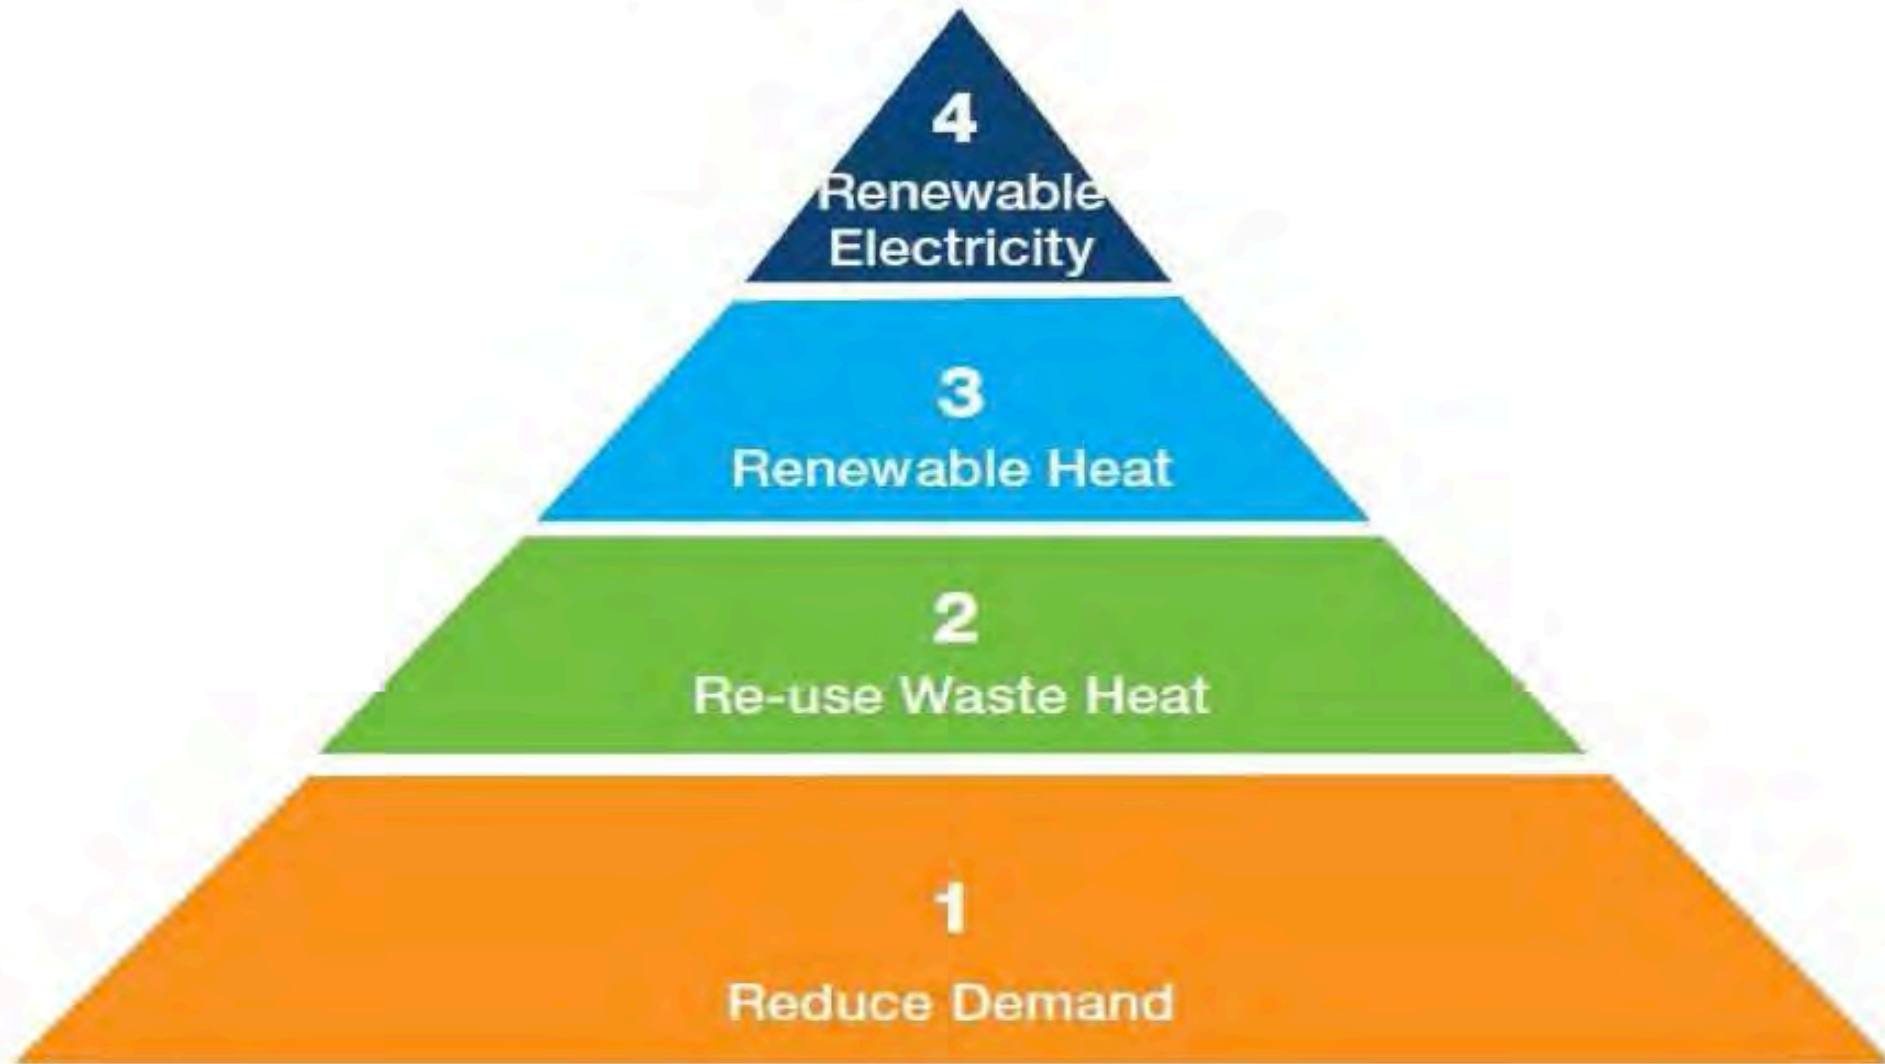 4
Renewable
Electricity
3
Renewable Heat
2
Re-use Waste Heat
1
Reduce Demand